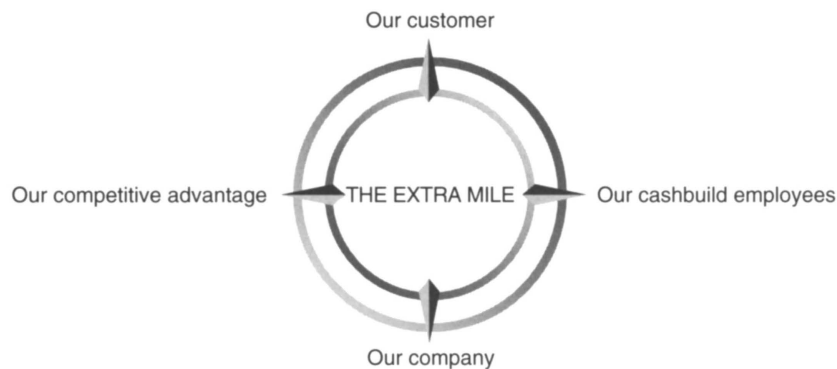 Our customer
Our competitive advantage
THE EXTRA MILE
Our cashbuild employees
Our company